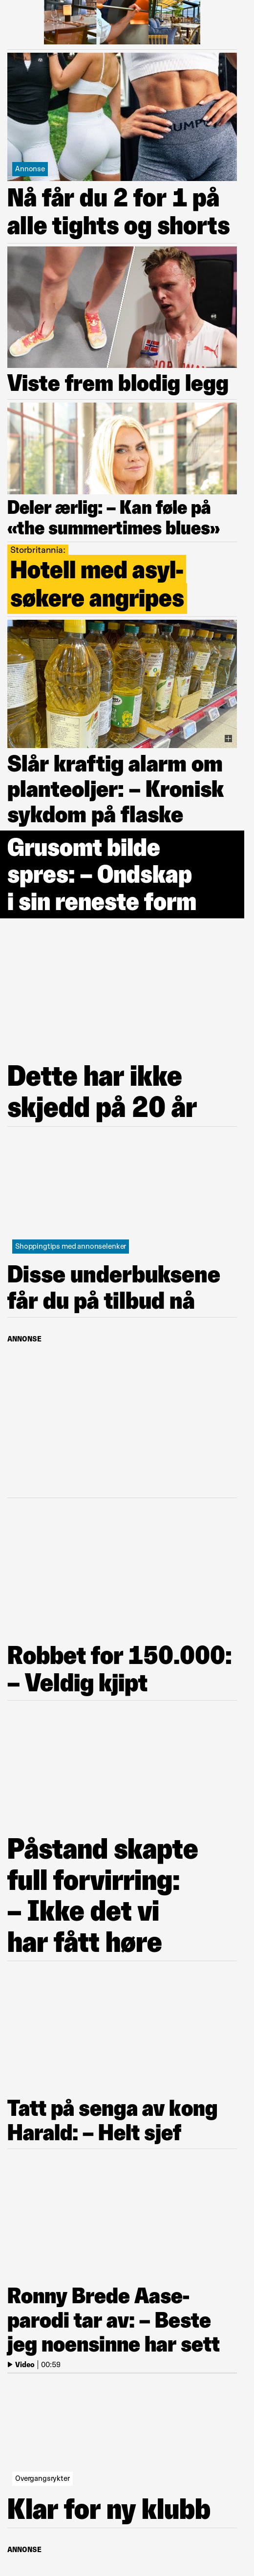 Annonse
Nå får du 2 for 1 på
alle tights og shorts
Viste frem blodig legg
Deler ærlig: – Kan føle på
«the summertimes blues»
Storbritannia:
Hotell med asyl-
søkere angripes
Slår kraftig alarm om
planteoljer: – Kronisk
sykdom på flaske
Grusomt bilde
spres: – Ondskap
i sin reneste form
Dette har ikke
skjedd på 20 år
Shoppingtips med annonselenker
Disse underbuksene
får du på tilbud nå
ANNONSE
Robbet for 150.000:
– Veldig kjipt
Påstand skapte
full forvirring:
– Ikke det vi
har fått høre
Tatt på senga av kong
Harald: – Helt sjef
Ronny Brede Aase-
parodi tar av: – Beste
jeg noensinne har sett
Video | 00:59
Overgangsrykter
Klar for ny klubb
ANNONSE